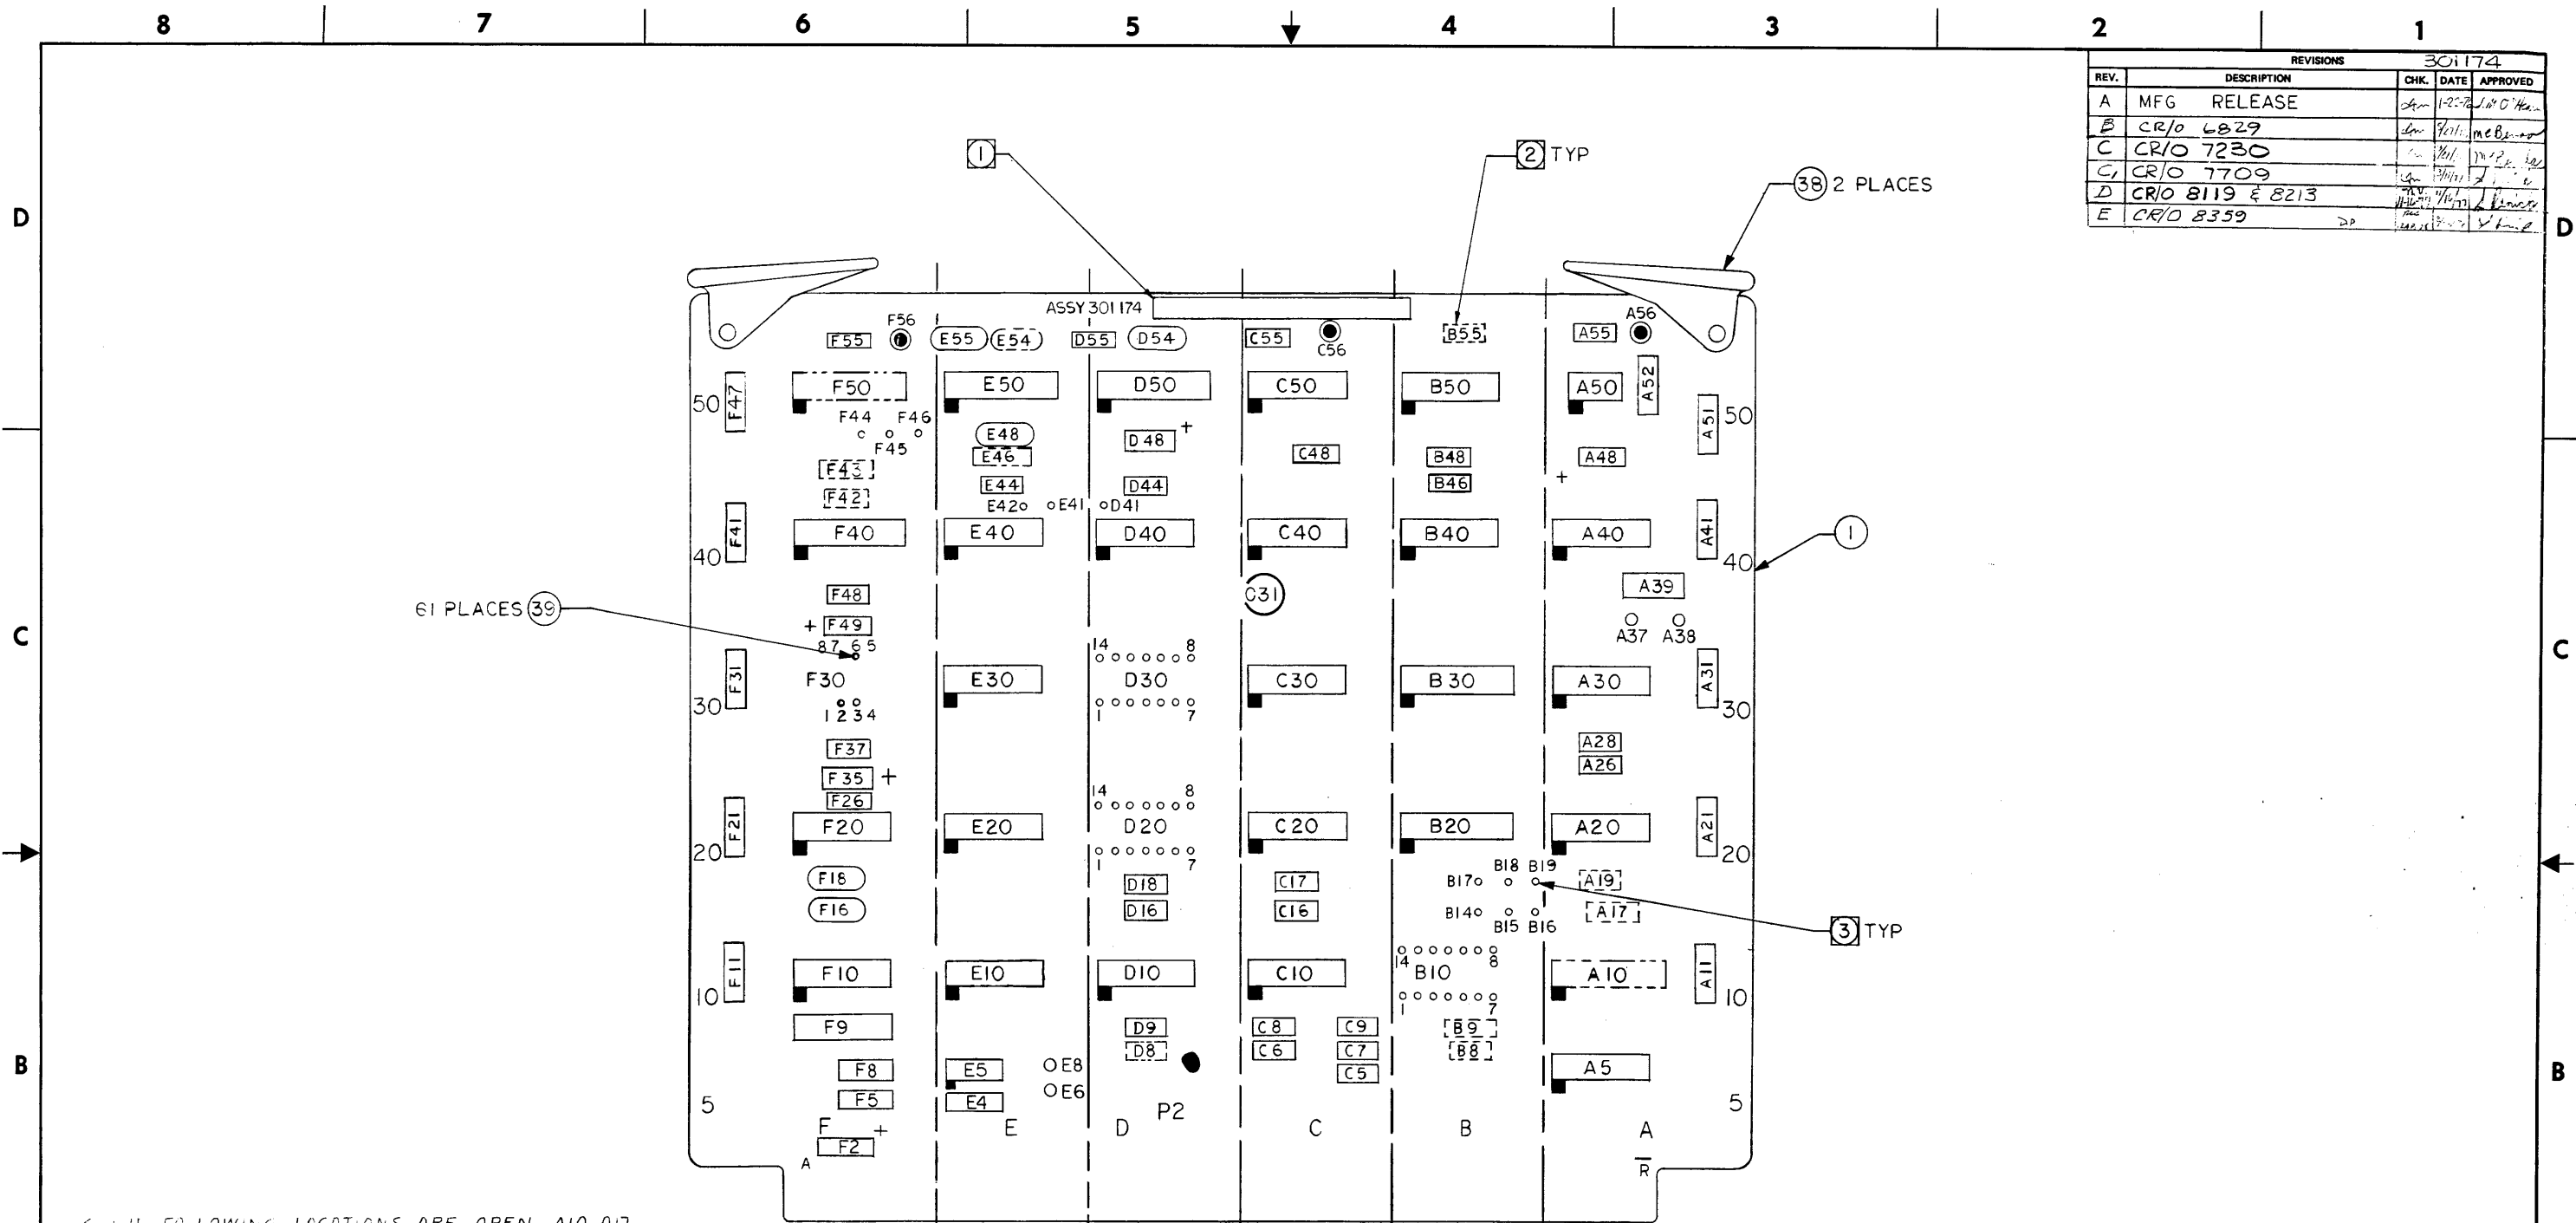 8 7 6 5 4 3 2 1
REVISIONS 301174
REV. DESCRIPTION CHK. DATE APPROVED
A MFG RELEASE
B CR/O 6829
C CR/O 7230
C, CR/O 7709
D CR/O 8119 & 8213
E CR/O 8359
D D
1 2 TYP
38 2 PLACES
ASSY 301174
F55 F56 E55 E54 D55 D54 C55 C56 B55 A55 A56
50 F47 F50 E50 D50 C50 B50 A50 A52 A51 50
F44 F45 F46 E48 D48 + C48 B48 A48
F43 E46 E44 D44 B46 +
F42 E42 E41 D41
40 F41 F40 E40 D40 C40 B40 A40 A41 40
1
F48 C31 A39
61 PLACES 39
+ F49 A37 A38
C C
8 7 6 5 14 8
30 F31 F30 E30 D30 C30 B30 A30 A31 30
1 2 3 4 1 7
F37 A28
F35 + A26
F26 14 8
20 F21 F20 E20 D20 C20 B20 A20 A21 20
1 7
F18 D18 C17 B17 B18 B19 A19
F16 D16 C16 B14 B15 B16 A17
3 TYP
14 8
10 F11 F10 E10 D10 C10 B10 A10 A11 10
1 7
F9 D9 C8 C9 B9
D8 C6 C7 B8
B B
F8 E5 E8 C5 A5
5 F5 E4 E6 P2 5
F + E D C B A
A F2 R
FOLLOWING LOCATIONS ARE OPEN A10, A17,